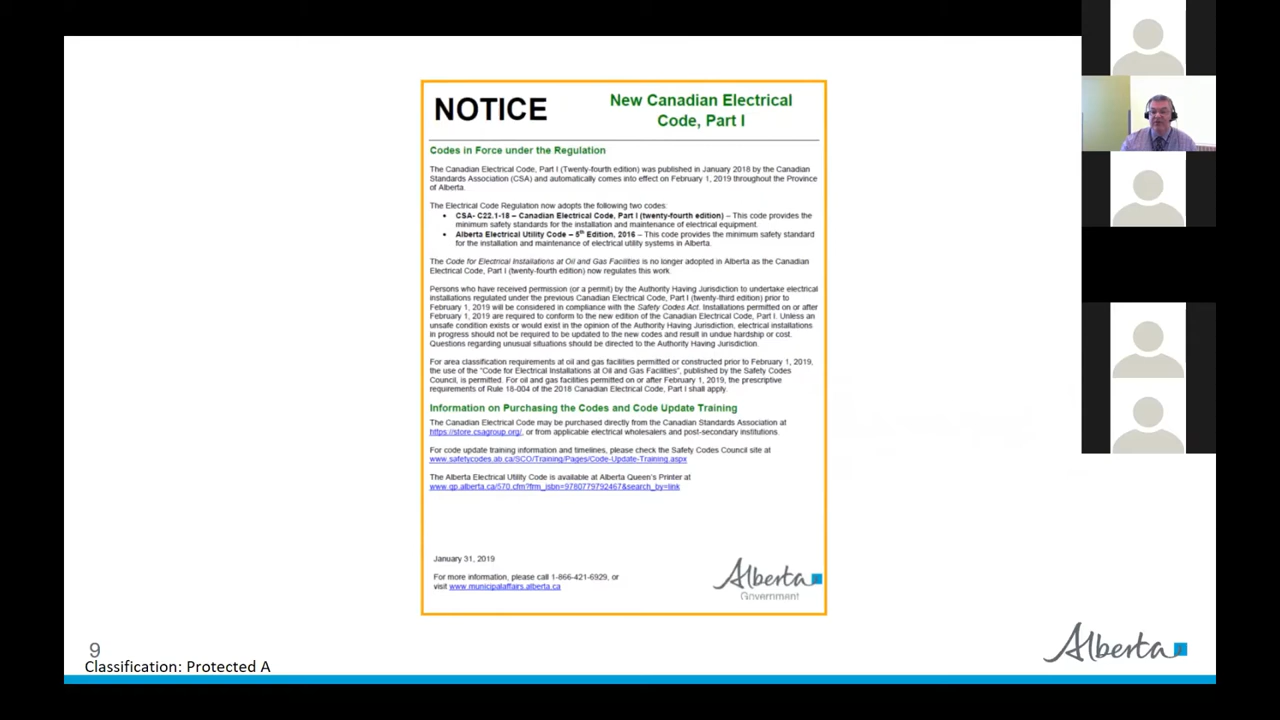 NOTICE
New Canadian Electrical
Code, Part I
Codes in Force under the Regulation
The Canadian Electrical Code, Part I (Twenty-fourth edition) was published in January 2018 by the Canadian
Standards Association (CSA) and automatically comes into effect on February 1, 2019 throughout the Province
of Alberta.
The Electrical Code Regulation now adopts the following two codes:
• CSA- C22.1-18 – Canadian Electrical Code, Part I (twenty-fourth edition) – This code provides the
minimum safety standards for the installation and maintenance of electrical equipment.
• Alberta Electrical Utility Code – 5th Edition, 2016 – This code provides the minimum safety standard
for the installation and maintenance of electrical utility systems in Alberta.
The Code for Electrical Installations at Oil and Gas Facilities is no longer adopted in Alberta as the Canadian
Electrical Code, Part I (twenty-fourth edition) now regulates this work.
Persons who have received permission (or a permit) by the Authority Having Jurisdiction to undertake electrical
installations regulated under the previous Canadian Electrical Code, Part I (twenty-third edition) prior to
February 1, 2019 will be considered in compliance with the Safety Codes Act. Installations permitted on or after
February 1, 2019 are required to conform to the new edition of the Canadian Electrical Code, Part I. Unless an
unsafe condition exists or would exist in the opinion of the Authority Having Jurisdiction, electrical installations
in progress should not be required to be updated to the new codes and result in undue hardship or cost.
Questions regarding unusual situations should be directed to the Authority Having Jurisdiction.
For area classification requirements at oil and gas facilities permitted or constructed prior to February 1, 2019,
the use of the "Code for Electrical Installations at Oil and Gas Facilities", published by the Safety Codes
Council, is permitted. For oil and gas facilities permitted on or after February 1, 2019, the prescriptive
requirements of Rule 18-004 of the 2018 Canadian Electrical Code, Part I shall apply.
Information on Purchasing the Codes and Code Update Training
The Canadian Electrical Code may be purchased directly from the Canadian Standards Association at
https://store.csagroup.org/, or from applicable electrical wholesalers and post-secondary institutions.
For code update training information and timelines, please check the Safety Codes Council site at
www.safetycodes.ab.ca/SCO/Training/Pages/Code-Update-Training.aspx
The Alberta Electrical Utility Code is available at Alberta Queen's Printer at
www.qp.alberta.ca/570.cfm?frm_isbn=9780779792467&search_by=link
January 31, 2019
For more information, please call 1-866-421-6929, or
visit www.municipalaffairs.alberta.ca
Alberta
Government
9
Classification: Protected A
Alberta